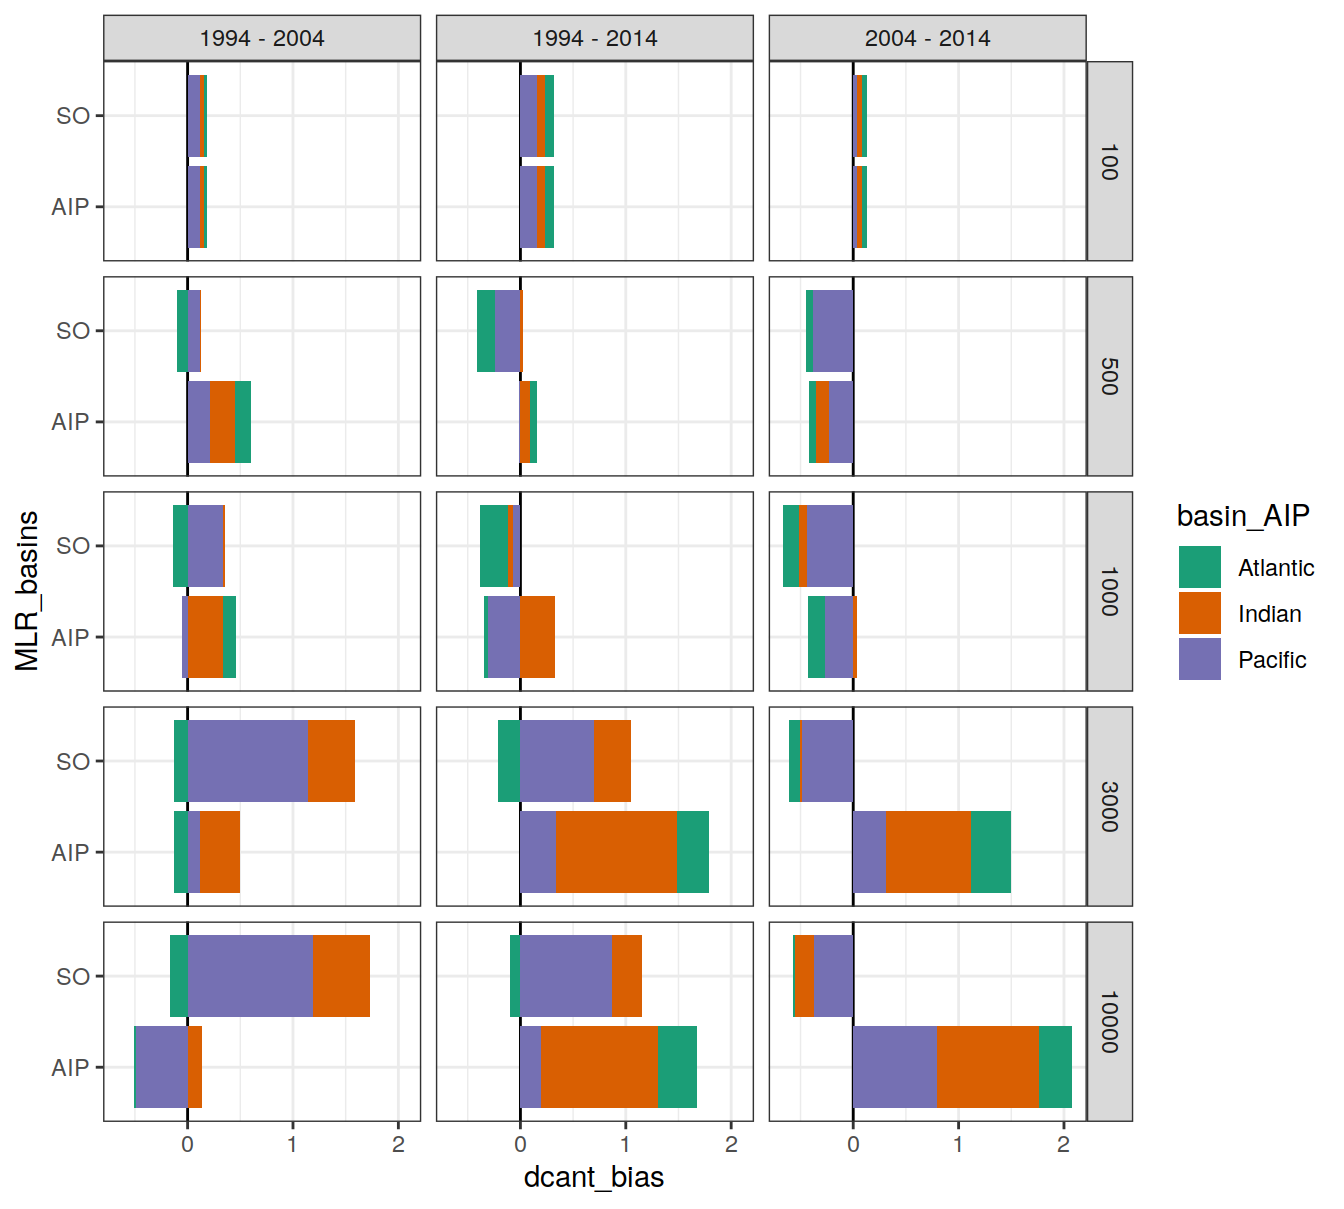 1994 - 2004
1994 - 2014
2004 - 2014
SO
AIP
100
SO
AIP
500
SO
AIP
1000
SO
AIP
3000
SO
AIP
10000
MLR_basins
0
1
2
0
1
2
0
1
2
dcant_bias
basin_AIP
Atlantic
Indian
Pacific